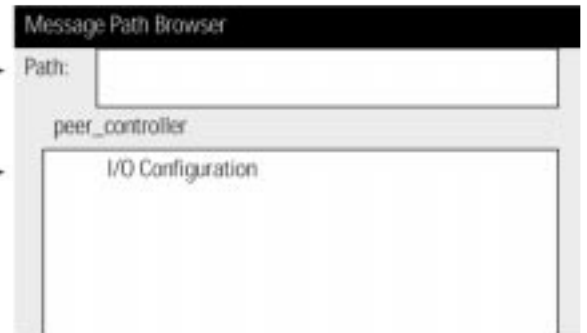 Message Path Browser
Path:
peer_controller
I/O Configuration